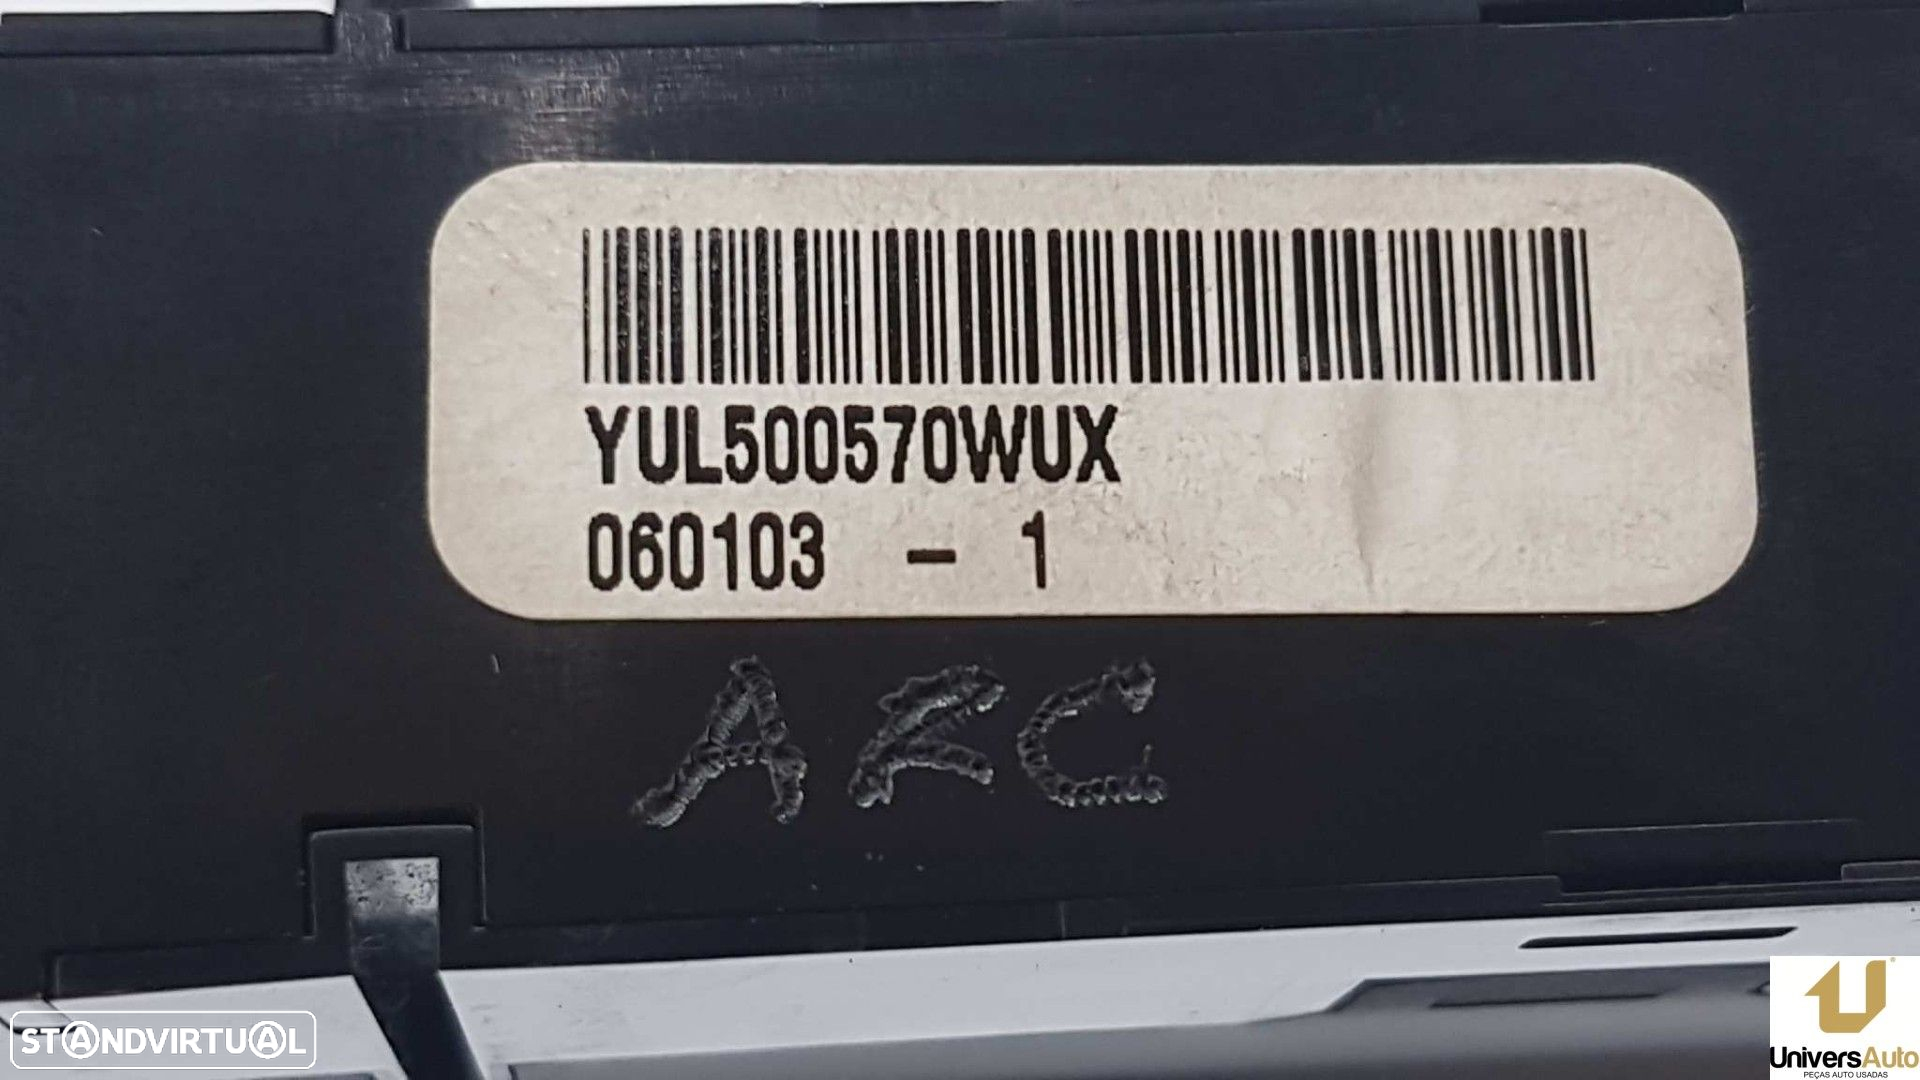 YUL500570WUX
060103 - 1
ARC
STANDVIRTUAL
UniversAuto
PEÇAS AUTO USADAS